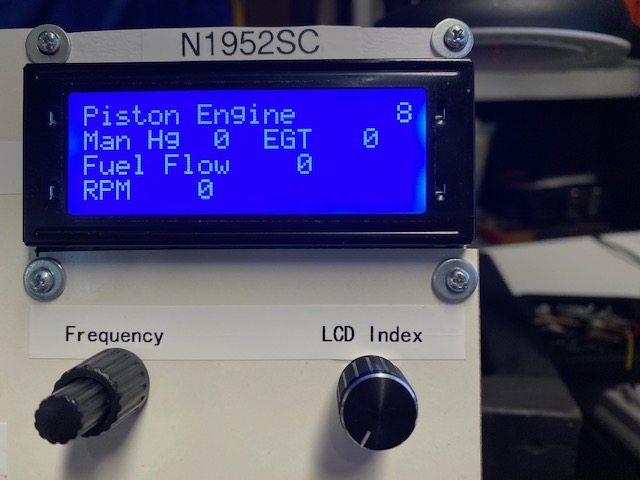 N1952SC
Piston Engine 8
Man Hg 0 EGT 0
Fuel Flow 0
RPM 0
Frequency LCD Index